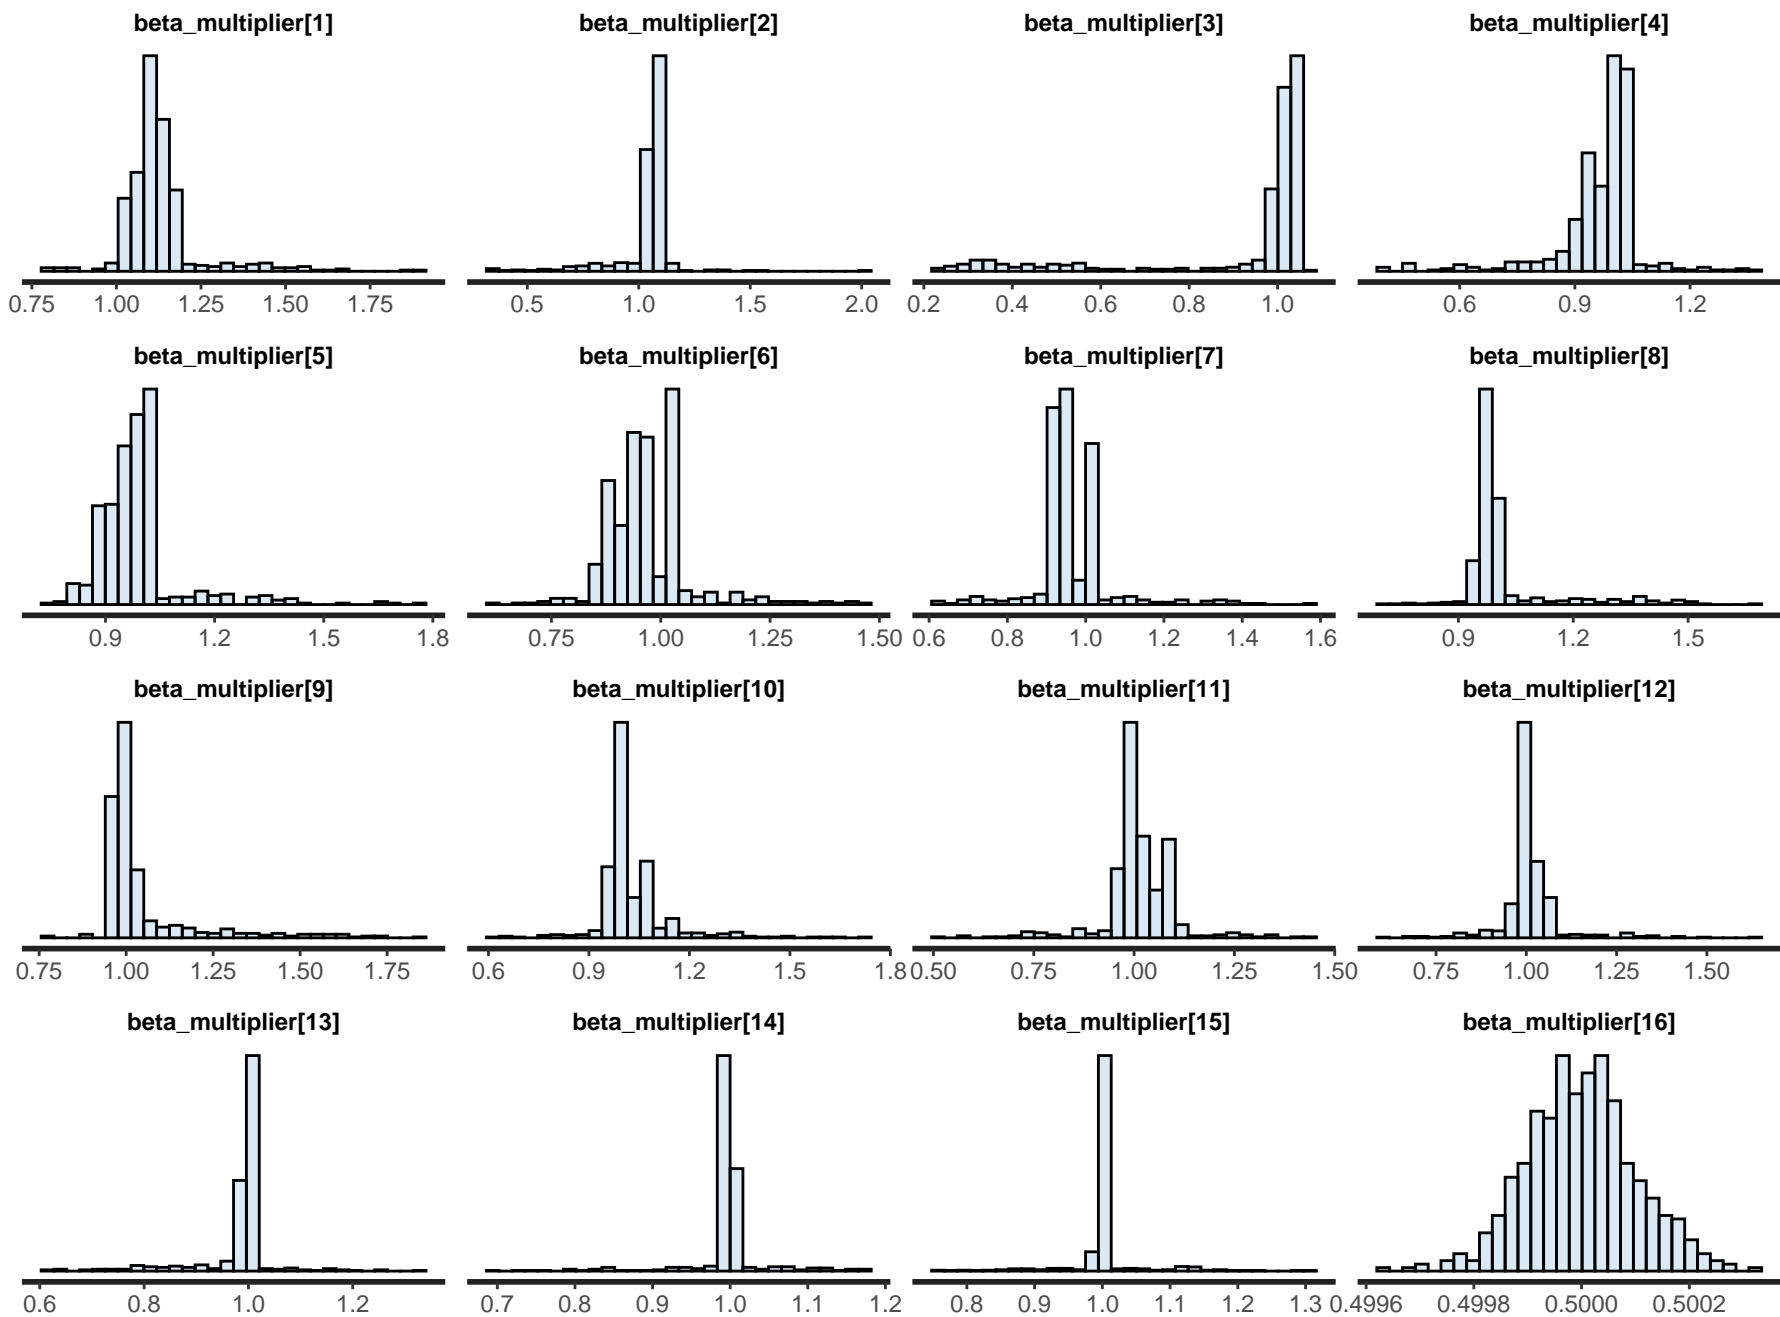 beta_multiplier[1] beta_multiplier[2] beta_multiplier[3] beta_multiplier[4]
0.75 1.00 1.25 1.50 1.75 0.5 1.0 1.5 2.0 0.2 0.4 0.6 0.8 1.0 0.6 0.9 1.2
beta_multiplier[5] beta_multiplier[6] beta_multiplier[7] beta_multiplier[8]
0.9 1.2 1.5 1.8 0.75 1.00 1.25 1.50 0.6 0.8 1.0 1.2 1.4 1.6 0.9 1.2 1.5
beta_multiplier[9] beta_multiplier[10] beta_multiplier[11] beta_multiplier[12]
0.75 1.00 1.25 1.50 1.75 0.6 0.9 1.2 1.5 1.8 0.50 0.75 1.00 1.25 1.50 0.75 1.00 1.25 1.50
beta_multiplier[13] beta_multiplier[14] beta_multiplier[15] beta_multiplier[16]
0.6 0.8 1.0 1.2 0.7 0.8 0.9 1.0 1.1 1.2 0.8 0.9 1.0 1.1 1.2 1.3 0.4996 0.4998 0.5000 0.5002